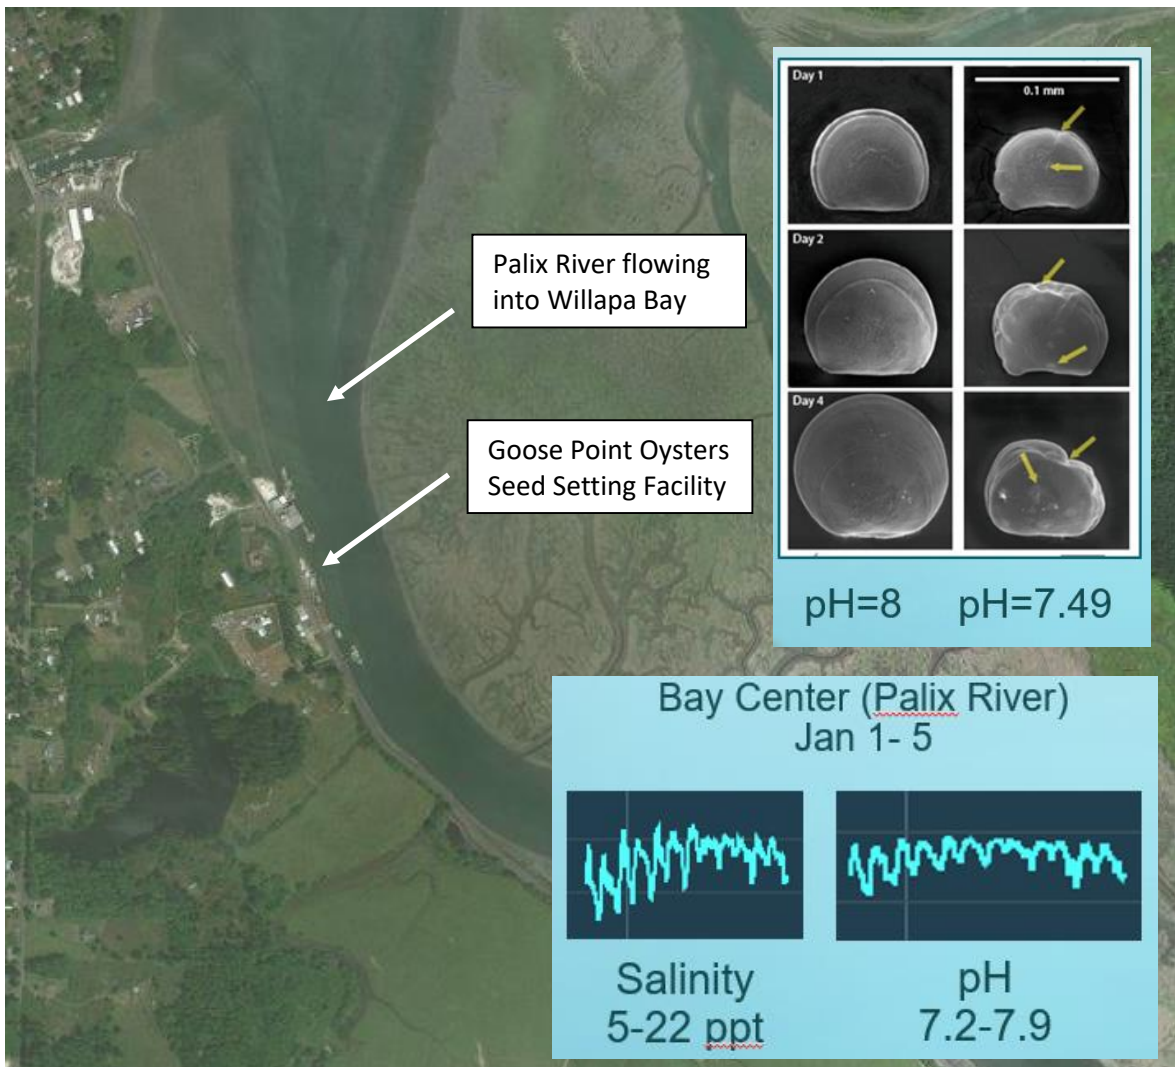 Day 1
0.1 mm
Day 2
Day 4
pH=8 pH=7.49
Palix River flowing
into Willapa Bay
Goose Point Oysters
Seed Setting Facility
Bay Center (Palix River)
Jan 1- 5
Salinity
5-22 ppt
pH
7.2-7.9